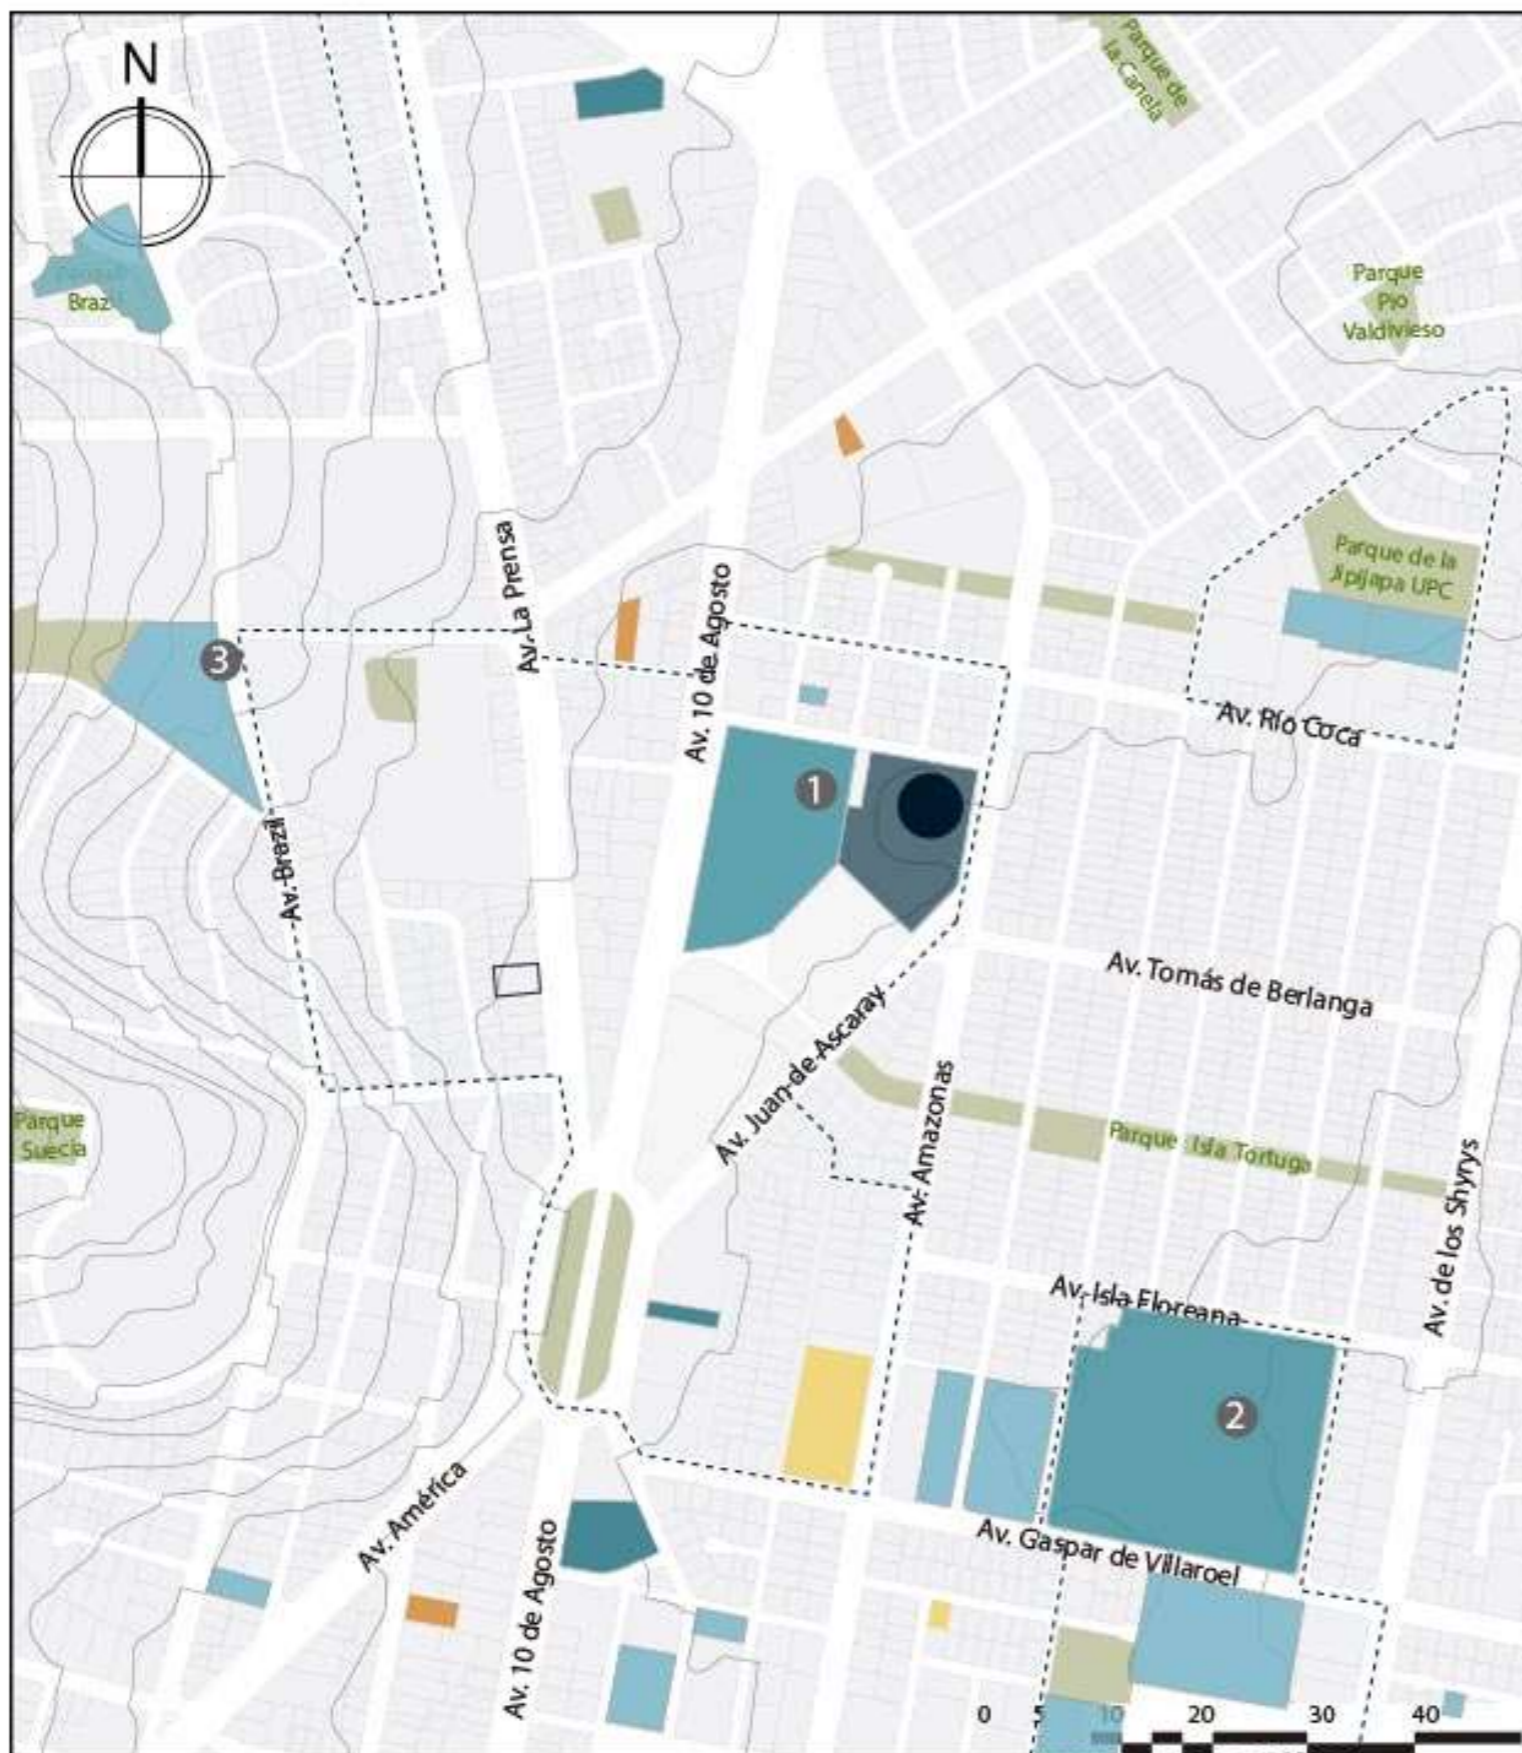 N
Parque de
la Canela
Parque
Brazil
Parque
Pio
Valdivieso
Av. La Prensa
Av. 10 de Agosto
Parque de la
Jipijapa UPC
3
Av. Río Coca
1
Av. Brazil
Av. Tomás de Berlanga
Av. Juan de Ascaray
Av. Amazonas
Parque
Suecia
Parque Isla Tortuga
Av. de los Shyrys
Av. Isla Floreana
2
Av. América
Av. Gaspar de Villaroel
Av. 10 de Agosto
0 5 10 20 30 40